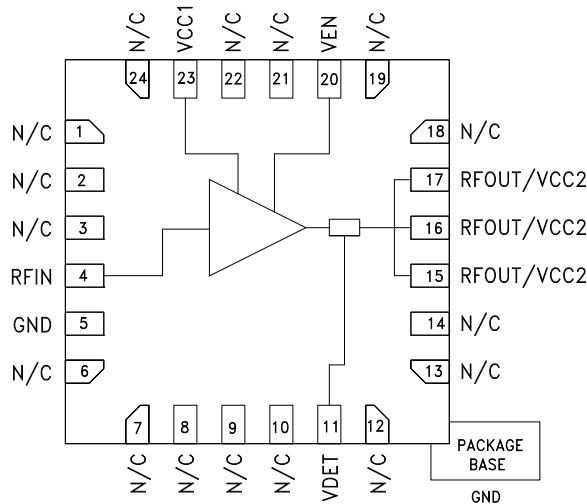 N/C VCC1 N/C N/C VEN N/C
24 23 22 21 20 19
N/C 1
N/C 2
N/C 3
RFIN 4
GND 5
N/C 6
18 N/C
17 RFOUT/VCC2
16 RFOUT/VCC2
15 RFOUT/VCC2
14 N/C
13 N/C
7 8 9 10 11 12
N/C N/C N/C N/C VDET N/C
PACKAGE
BASE
GND